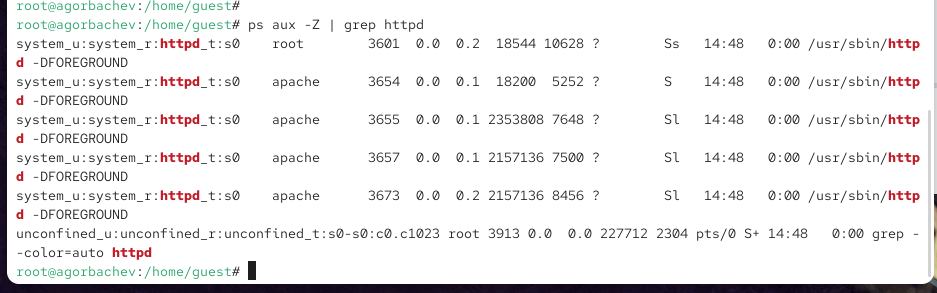 root@agorbachev:/home/guest#
root@agorbachev:/home/guest# ps aux -Z | grep httpd
system_u:system_r:httpd_t:s0    root        3601  0.0  0.2  18544 10628 ?        Ss   14:48   0:00 /usr/sbin/http
d -DFOREGROUND
system_u:system_r:httpd_t:s0    apache      3654  0.0  0.1  18200  5252 ?        S    14:48   0:00 /usr/sbin/http
d -DFOREGROUND
system_u:system_r:httpd_t:s0    apache      3655  0.0  0.1 2353808 7648 ?        Sl   14:48   0:00 /usr/sbin/http
d -DFOREGROUND
system_u:system_r:httpd_t:s0    apache      3657  0.0  0.1 2157136 7500 ?        Sl   14:48   0:00 /usr/sbin/http
d -DFOREGROUND
system_u:system_r:httpd_t:s0    apache      3673  0.0  0.2 2157136 8456 ?        Sl   14:48   0:00 /usr/sbin/http
d -DFOREGROUND
unconfined_u:unconfined_r:unconfined_t:s0-s0:c0.c1023 root 3913 0.0  0.0 227712 2304 pts/0 S+ 14:48   0:00 grep -
-color=auto httpd
root@agorbachev:/home/guest#